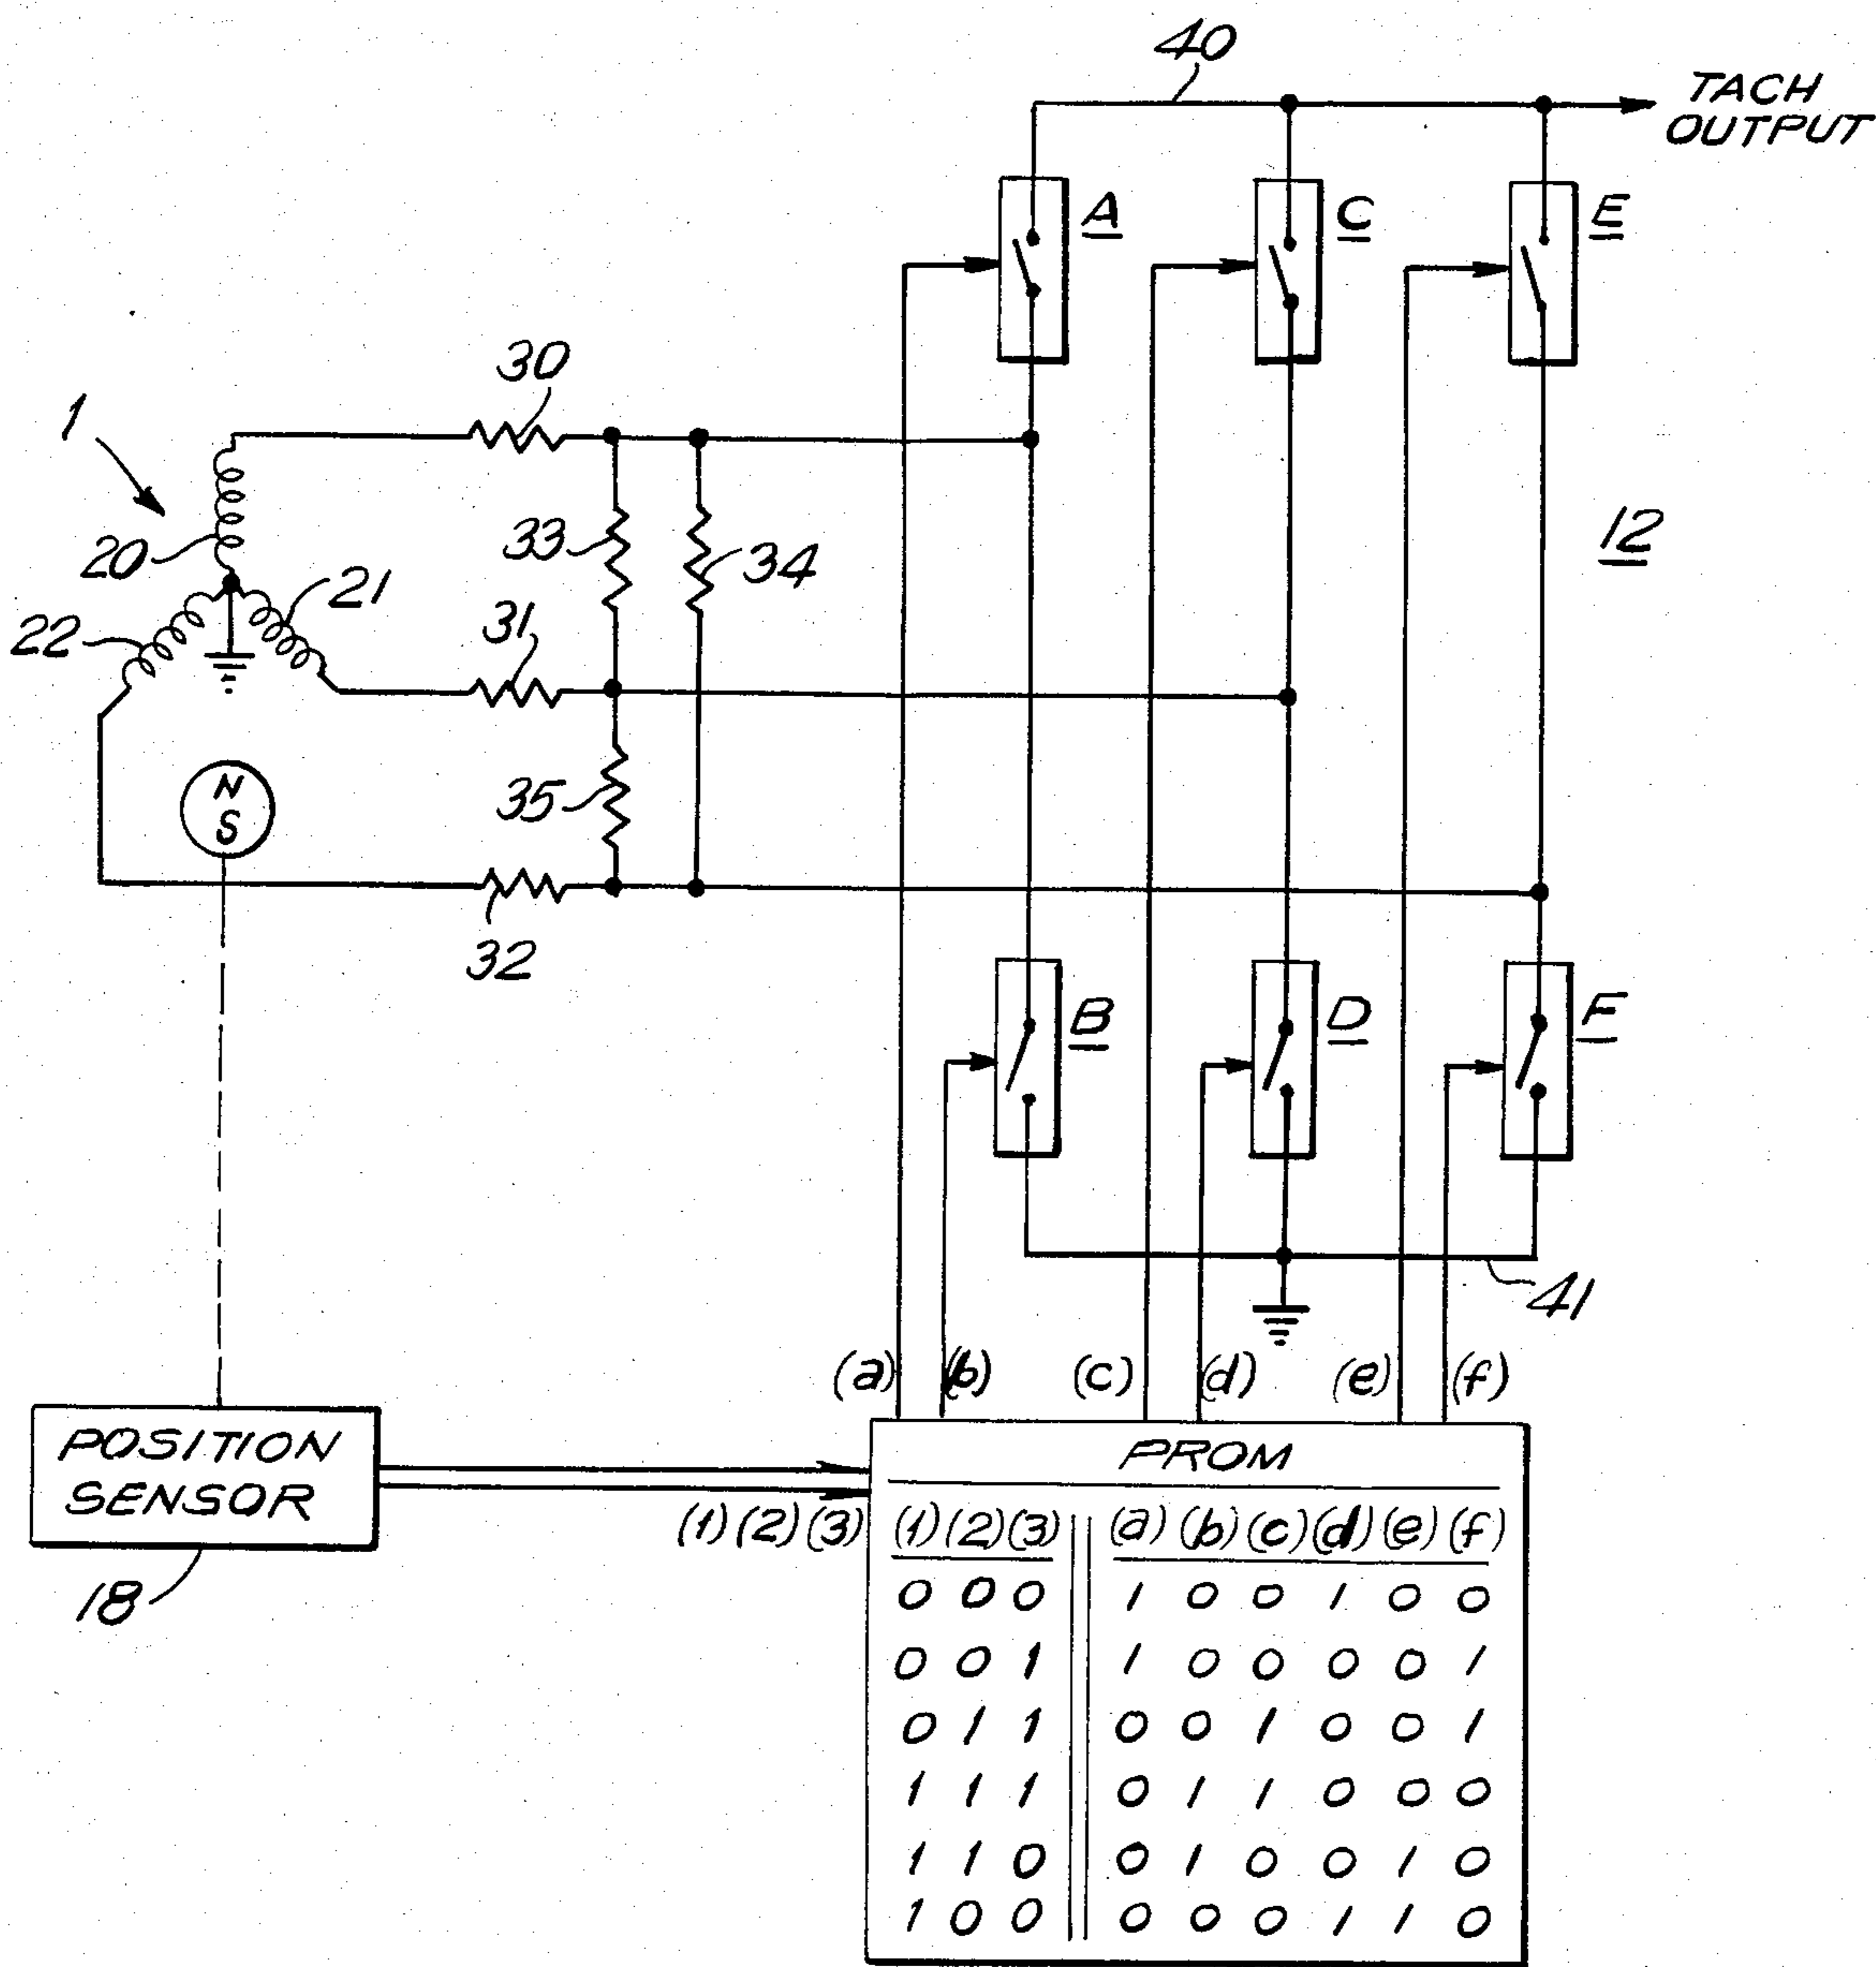 40
TACH
OUTPUT
A
C
E
30
1
12
33
34
20
21
22
31
N
S
35
32
B
D
F
41
(a) (b) (c) (d) (e) (f)
POSITION
SENSOR
18
(1) (2) (3)
PROM
(1) (2) (3) (a) (b) (c) (d) (e) (f)
0 0 0 1 0 0 1 0 0
0 0 1 1 0 0 0 0 1
0 1 1 0 0 1 0 0 1
1 1 1 0 1 1 0 0 0
1 1 0 0 1 0 0 1 0
1 0 0 0 0 0 1 1 0